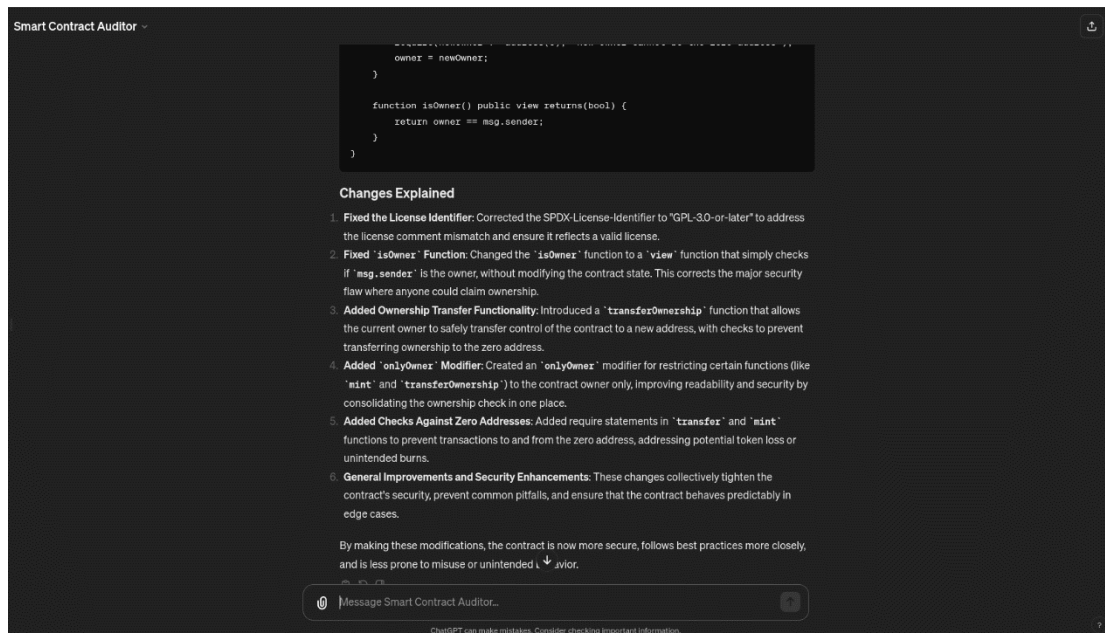 Smart Contract Auditor
owner = newOwner;
}
function isOwner() public view returns(bool) {
return owner == msg.sender;
}
}
Changes Explained
1. Fixed the License Identifier: Corrected the SPDX-License-Identifier to "GPL-3.0-or-later" to address
the license comment mismatch and ensure it reflects a valid license.
2. Fixed `isOwner` Function: Changed the `isOwner` function to a `view` function that simply checks
if `msg.sender` is the owner, without modifying the contract state. This corrects the major security
flaw where anyone could claim ownership.
3. Added Ownership Transfer Functionality: Introduced a `transferOwnership` function that allows
the current owner to safely transfer control of the contract to a new address, with checks to prevent
transferring ownership to the zero address.
4. Added `onlyOwner` Modifier: Created an `onlyOwner` modifier for restricting certain functions (like
`mint` and `transferOwnership`) to the contract owner only, improving readability and security by
consolidating the ownership check in one place.
5. Added Checks Against Zero Addresses: Added require statements in `transfer` and `mint`
functions to prevent transactions to and from the zero address, addressing potential token loss or
unintended burns.
6. General Improvements and Security Enhancements: These changes collectively tighten the
contract's security, prevent common pitfalls, and ensure that the contract behaves predictably in
edge cases.
By making these modifications, the contract is now more secure, follows best practices more closely,
and is less prone to misuse or unintended
Message Smart Contract Auditor...
ChatGPT can make mistakes. Consider checking important information.
?